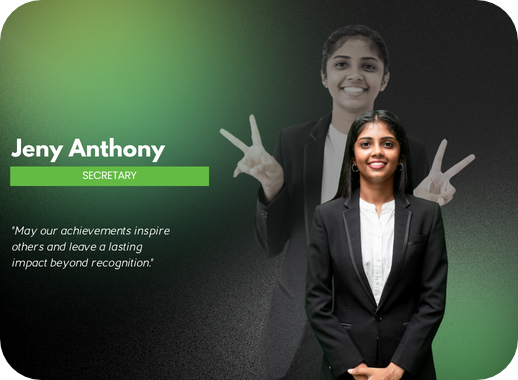 Jeny Anthony
SECRETARY
"May our achievements inspire
others and leave a lasting
impact beyond recognition."